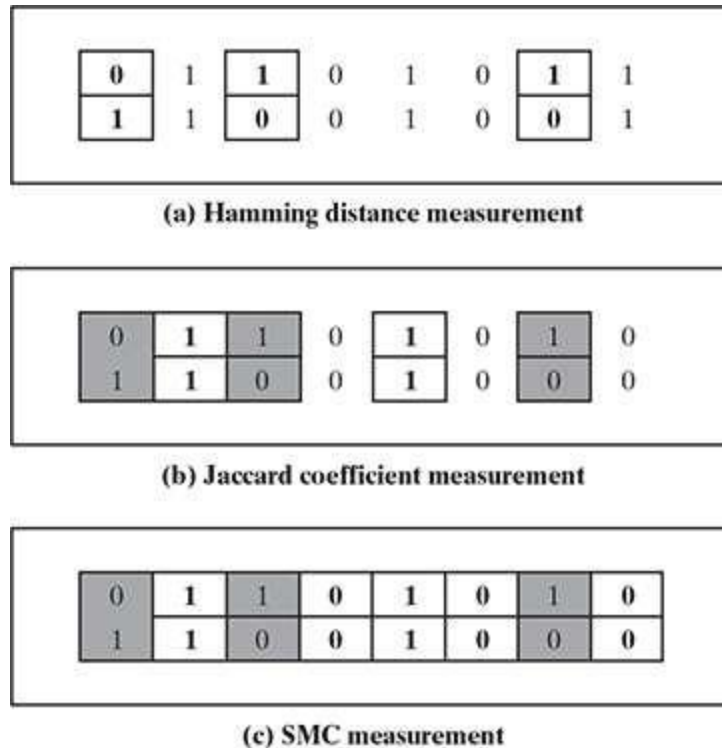 0 1 1 0 1 0 1 1
1 1 0 0 1 0 0 1
(a) Hamming distance measurement
0 1 1 0 1 0 1 0
1 1 0 0 1 0 0 0
(b) Jaccard coefficient measurement
0 1 1 0 1 0 1 0
1 1 0 0 1 0 0 0
(c) SMC measurement